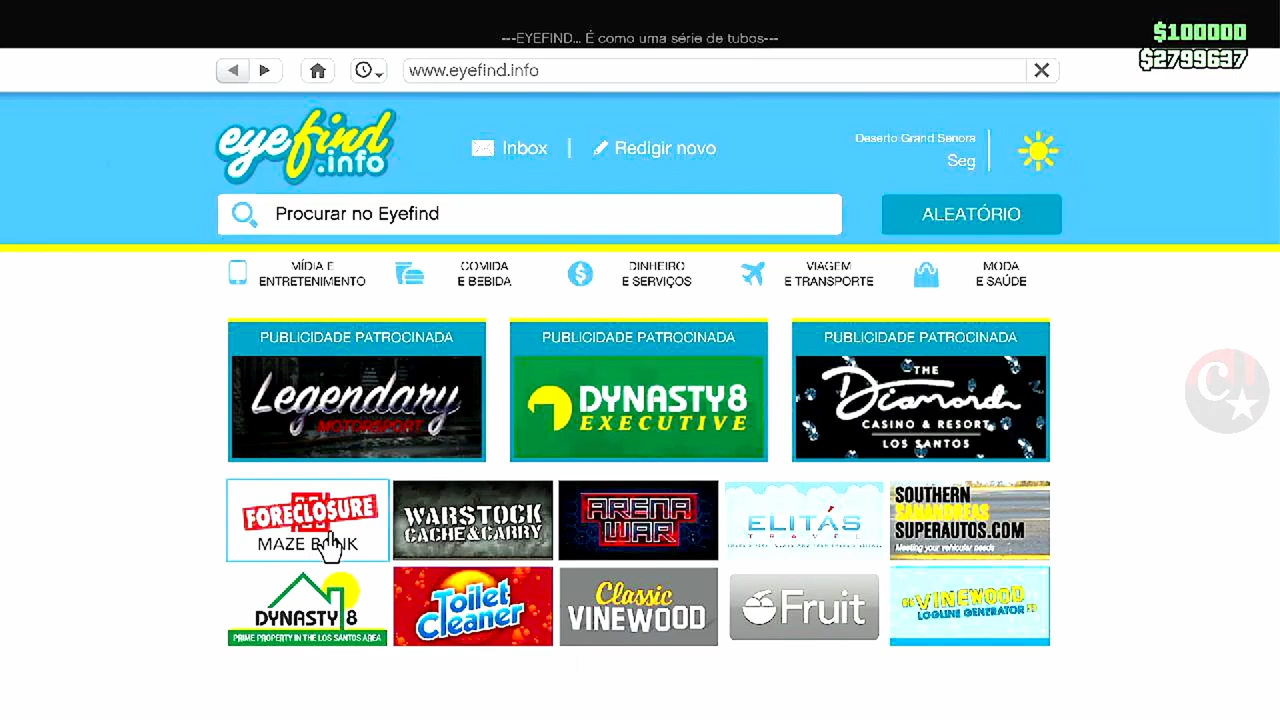 ---EYEFIND... É como uma série de tubos---
$100000
$2799637
www.eyefind.info
eyefind
.info
Inbox
Redigir novo
Deserto Grand Senora
Seg
Procurar no Eyefind
ALEATÓRIO
MÍDIA E
ENTRETENIMENTO
COMIDA
E BEBIDA
DINHEIRO
E SERVIÇOS
VIAGEM
E TRANSPORTE
MODA
E SAÚDE
PUBLICIDADE PATROCINADA
Legendary
MOTORSPORT
PUBLICIDADE PATROCINADA
DYNASTY8
EXECUTIVE
PUBLICIDADE PATROCINADA
THE
Diamond
CASINO & RESORT
LOS SANTOS
C
FORECLOSURE
MAZE BANK
WARSTOCK
CACHE&CARRY
ARENA
WAR
ELITÁS
TRAVEL
SOUTHERN
SANANDREAS
SUPERAUTOS.COM
Meeting your vehicular needs
DYNASTY 8
PRIME PROPERTY IN THE LOS SANTOS AREA
Toilet
Cleaner
Classic
VINEWOOD
Fruit
VINEWOOD
LOGLINE GENERATOR